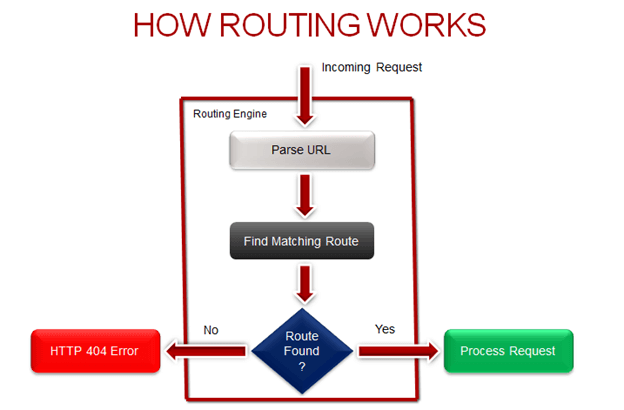 HOW ROUTING WORKS
Incoming Request
Routing Engine
Parse URL
Find Matching Route
No
Route
Found
?
Yes
HTTP 404 Error
Process Request